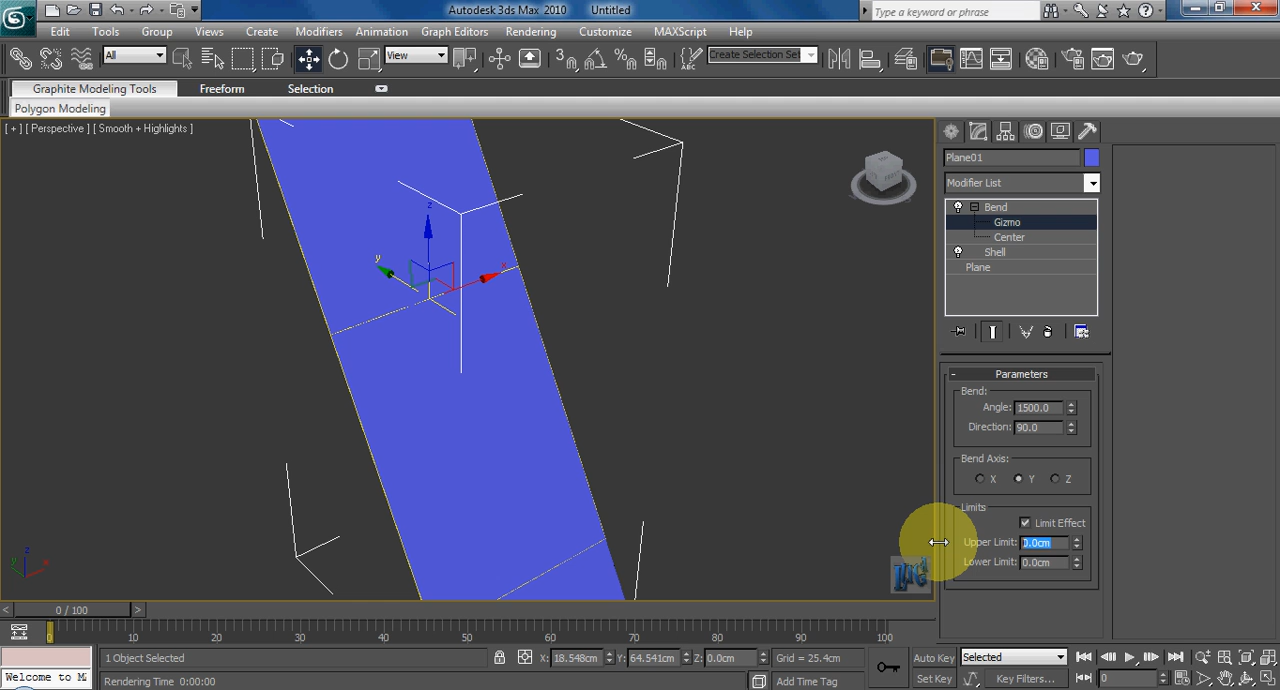 Autodesk 3ds Max 2010 Untitled
Type a keyword or phrase
Edit Tools Group Views Create Modifiers Animation Graph Editors Rendering Customize MAXScript Help
All View Create Selection Set
Graphite Modeling Tools Freeform Selection
Polygon Modeling
[ + ] [ Perspective ] [ Smooth + Highlights ]
Plane01
Modifier List
Bend
Gizmo
Center
Shell
Plane
z
y
x
Parameters
Bend:
Angle: 1500.0
Direction: 90.0
Bend Axis:
X Y Z
Limits
Limit Effect
Upper Limit: 0.0cm
Lower Limit: 0.0cm
z
x
< 0 / 100 >
0 10 20 30 40 50 60 70 80 90 100
1 Object Selected X: 18.548cm Y: 64.541cm Z: 0.0cm Grid = 25.4cm Auto Key Selected
Welcome to M Rendering Time 0:00:00 Add Time Tag Set Key Key Filters... 0